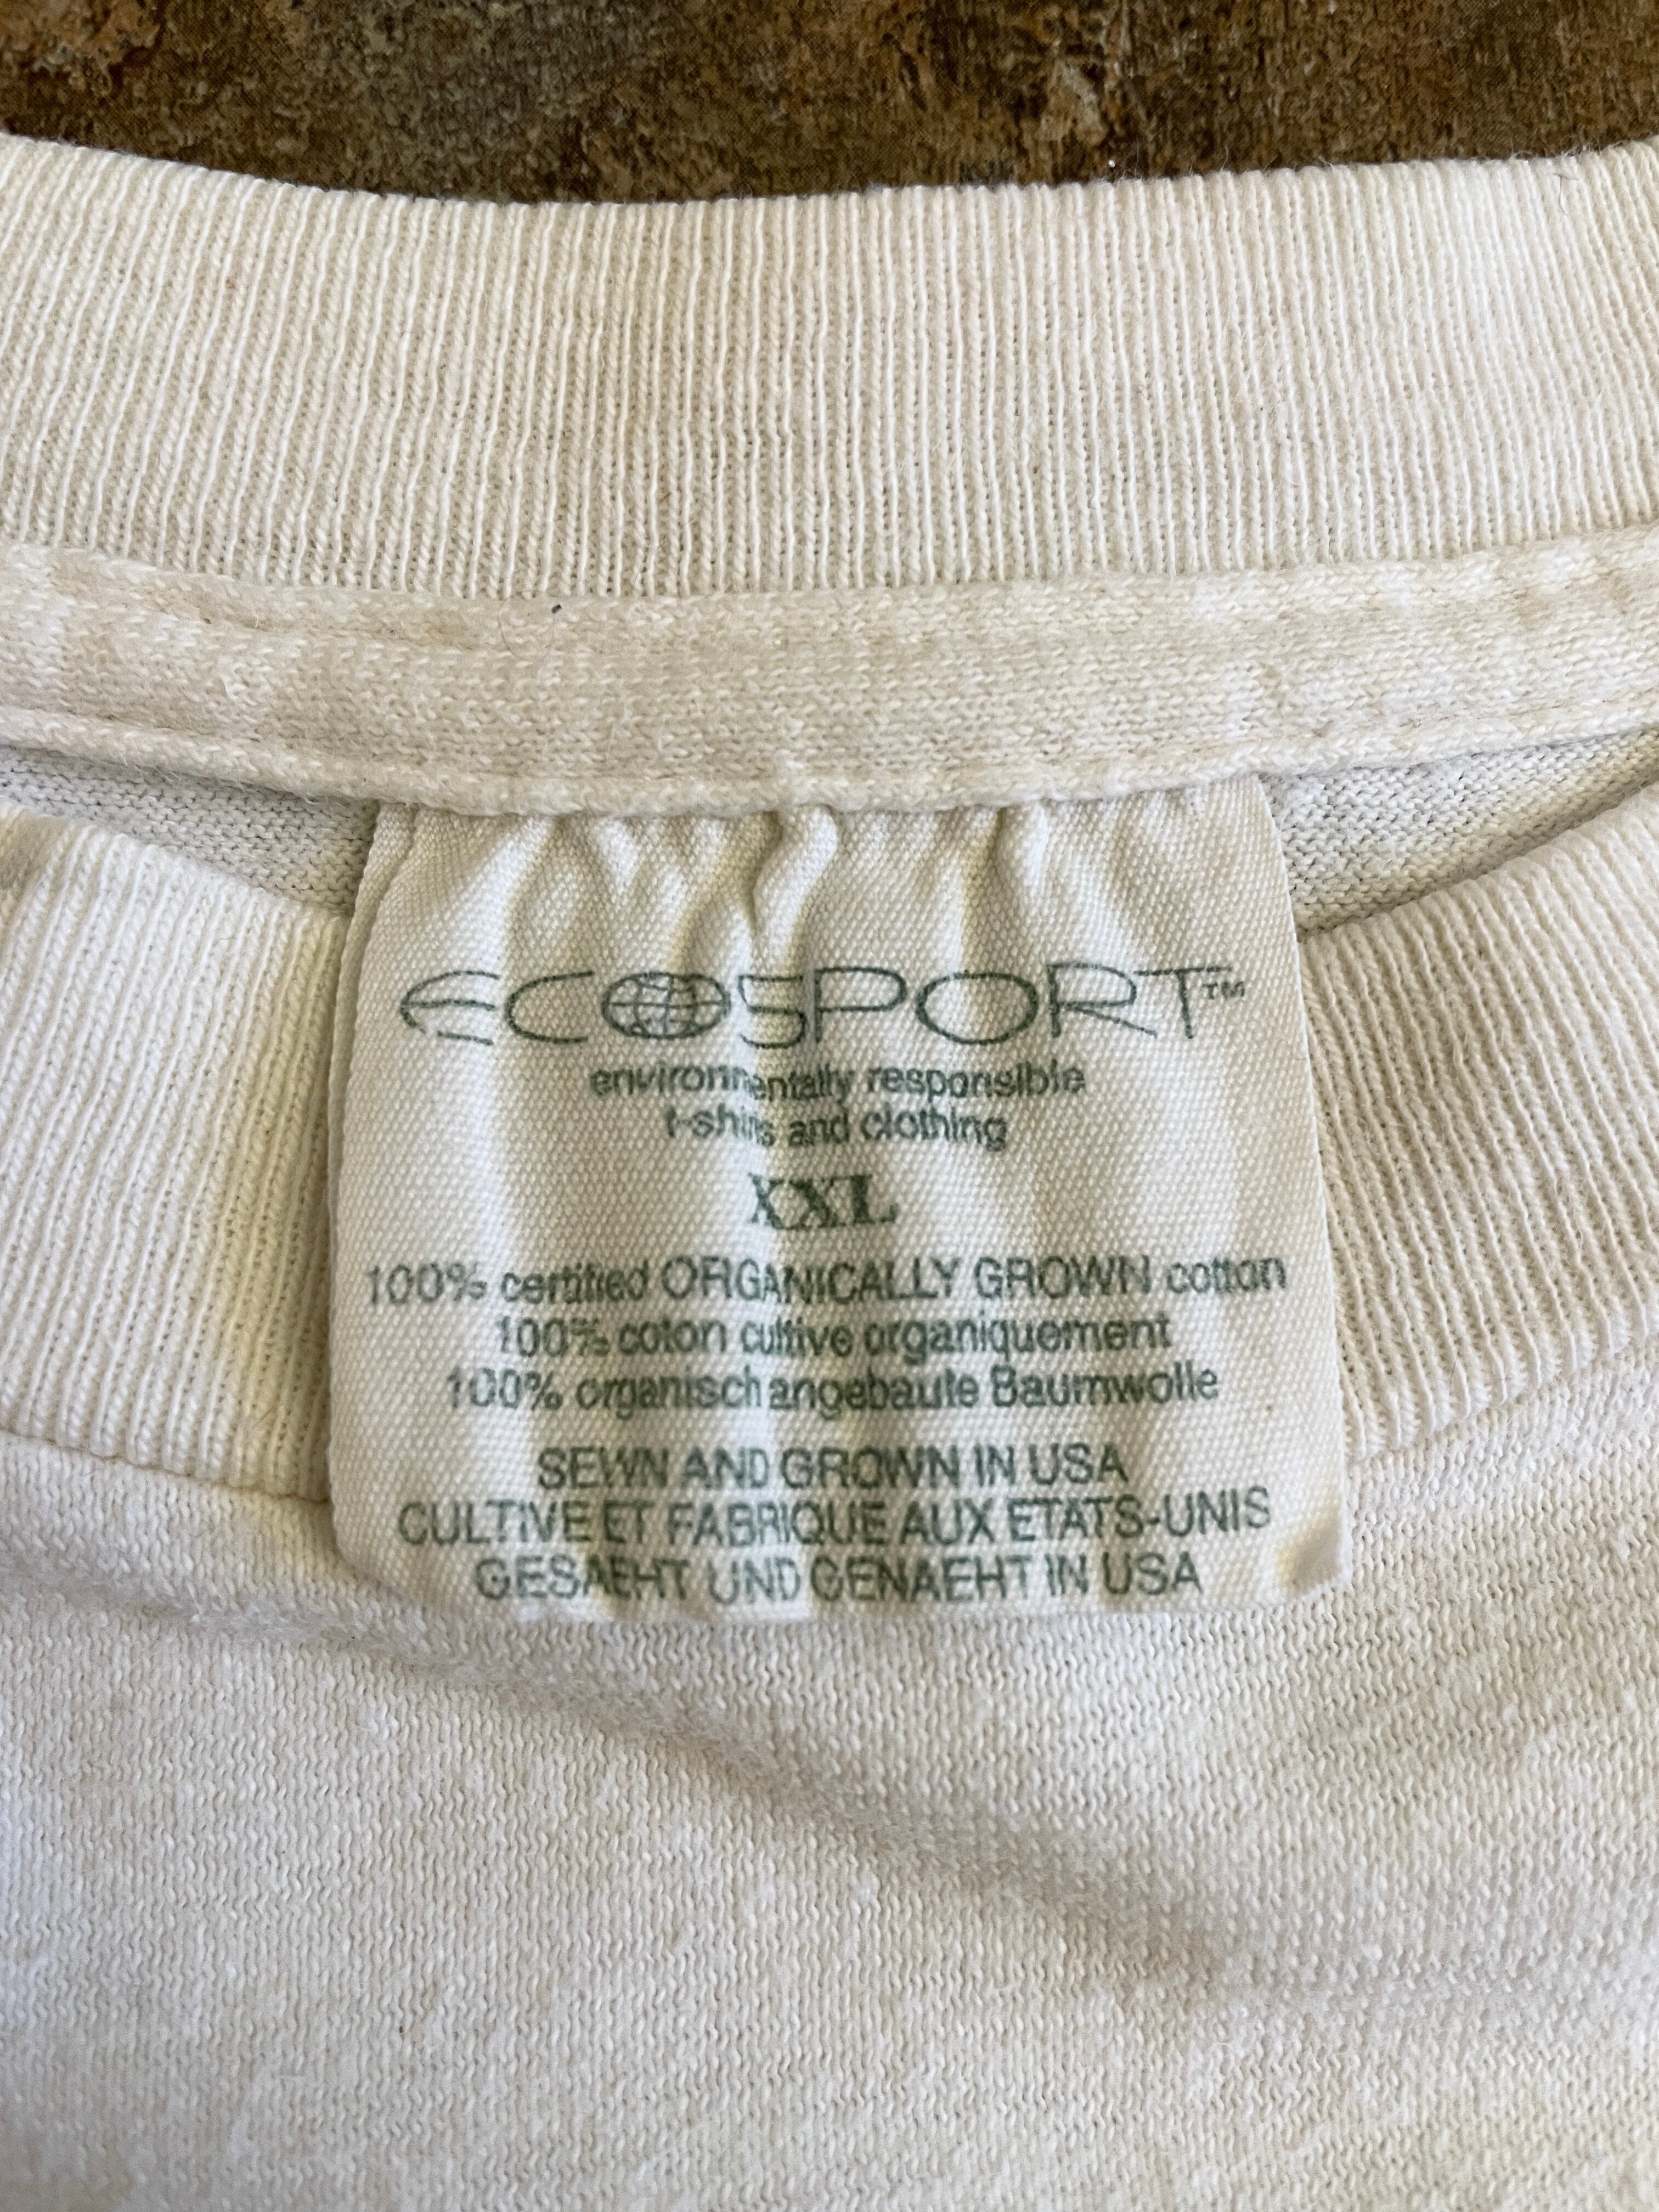 ECOSPORT™
environmentally responsible
t-shirts and clothing
XXL
100% certified ORGANICALLY GROWN cotton
100% coton cultive organiquement
100% organisch angebaute Baumwolle
SEWN AND GROWN IN USA
CULTIVE ET FABRIQUE AUX ETATS-UNIS
GESAEHT UND GENAEHT IN USA